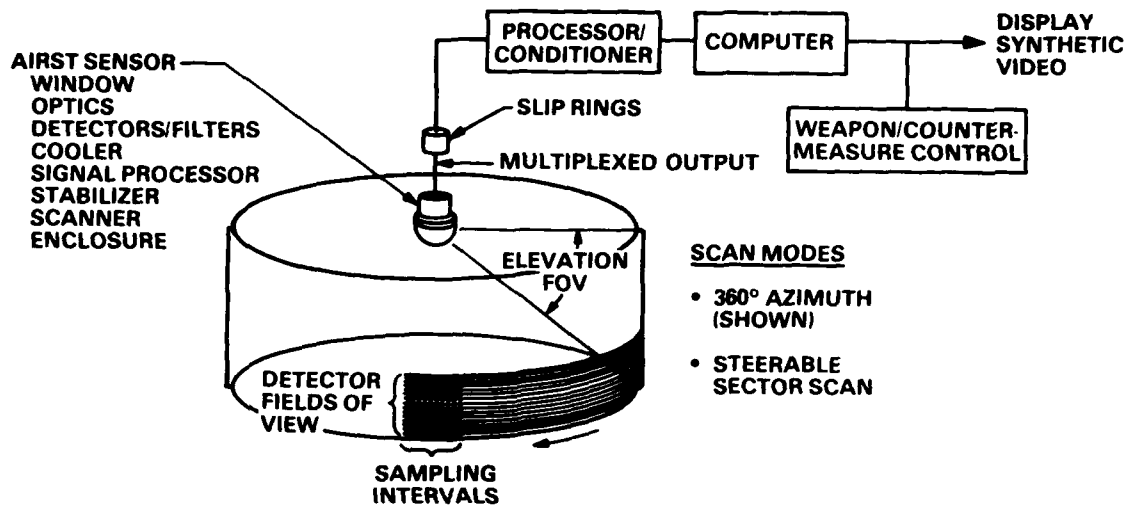 AIRST SENSOR
WINDOW
OPTICS
DETECTORS/FILTERS
COOLER
SIGNAL PROCESSOR
STABILIZER
SCANNER
ENCLOSURE
PROCESSOR/
CONDITIONER
COMPUTER
DISPLAY
SYNTHETIC
VIDEO
SLIP RINGS
MULTIPLEXED OUTPUT
WEAPON/COUNTER-
MEASURE CONTROL
ELEVATION
FOV
SCAN MODES
• 360° AZIMUTH
(SHOWN)
• STEERABLE
SECTOR SCAN
DETECTOR
FIELDS OF
VIEW
SAMPLING
INTERVALS